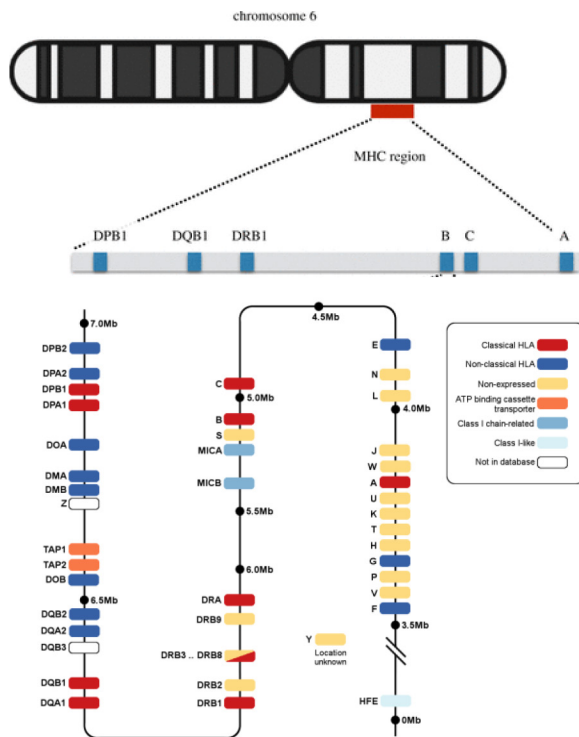 chromosome 6
MHC region
DPB1 DQB1 DRB1 B C A
7.0Mb
DPB2
DPA2
DPB1
DPA1
DOA
DMA
DMB
Z
TAP1
TAP2
DOB
6.5Mb
DQB2
DQA2
DQB3
DQB1
DQA1
4.5Mb
C
5.0Mb
B
S
MICA
MICB
5.5Mb
6.0Mb
DRA
DRB9
DRB3 .. DRB8
DRB2
DRB1
E
N
L
4.0Mb
J
W
A
U
K
T
H
G
P
V
F
3.5Mb
Y
Location
unknown
HFE
0Mb
Classical HLA
Non-classical HLA
Non-expressed
ATP binding cassette
transporter
Class I chain-related
Class I-like
Not in database